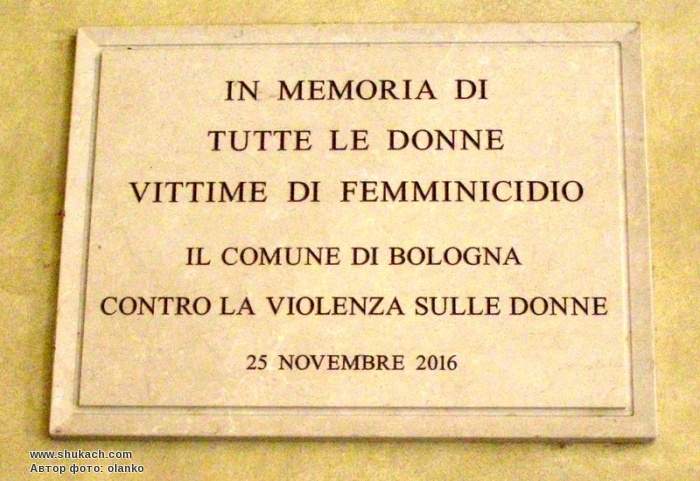 IN MEMORIA DI
TUTTE LE DONNE
VITTIME DI FEMMINICIDIO
IL COMUNE DI BOLOGNA
CONTRO LA VIOLENZA SULLE DONNE
25 NOVEMBRE 2016
www.shukach.com
Автор фото: olanko